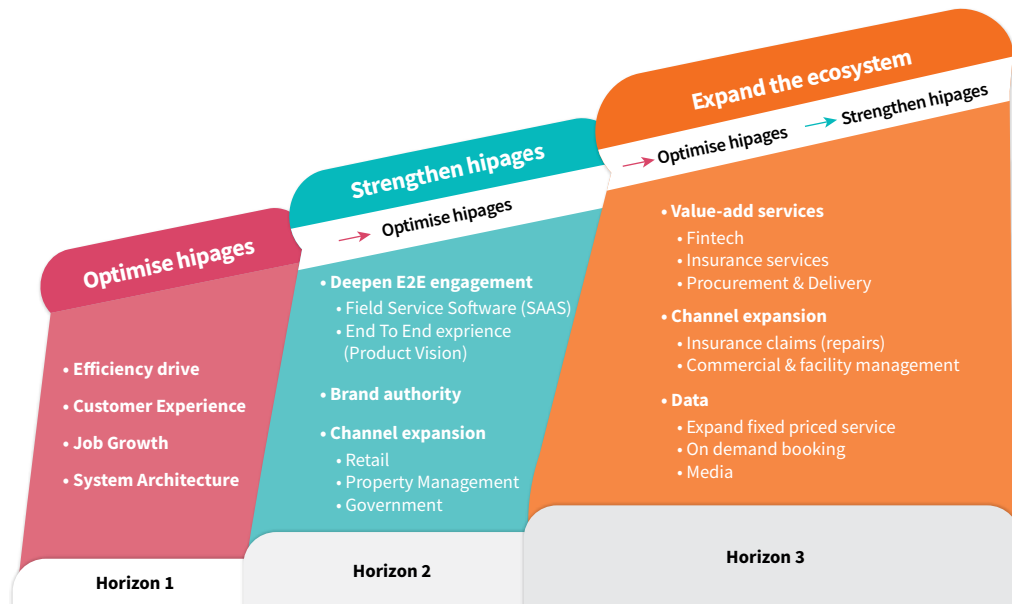 Optimise hipages
• Efficiency drive
• Customer Experience
• Job Growth
• System Architecture
Horizon 1
Strengthen hipages
Optimise hipages
• Deepen E2E engagement
• Field Service Software (SAAS)
• End To End exprience
(Product Vision)
• Brand authority
• Channel expansion
• Retail
• Property Management
• Government
Horizon 2
Expand the ecosystem
Optimise hipages
Strengthen hipages
• Value-add services
• Fintech
• Insurance services
• Procurement & Delivery
• Channel expansion
• Insurance claims (repairs)
• Commercial & facility management
• Data
• Expand fixed priced service
• On demand booking
• Media
Horizon 3